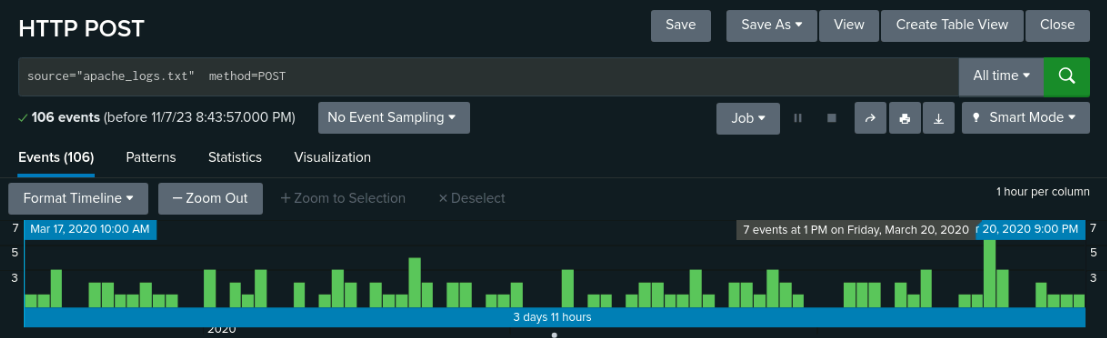 HTTP POST
Save Save As View Create Table View Close
source="apache_logs.txt" method=POST
All time
106 events (before 11/7/23 8:43:57.000 PM)
No Event Sampling
Job
Smart Mode
Events (106) Patterns Statistics Visualization
Format Timeline — Zoom Out + Zoom to Selection × Deselect
1 hour per column
7 Mar 17, 2020 10:00 AM 7 events at 1 PM on Friday, March 20, 2020 r 20, 2020 9:00 PM 7
5 5
3 3
3 days 11 hours
2020